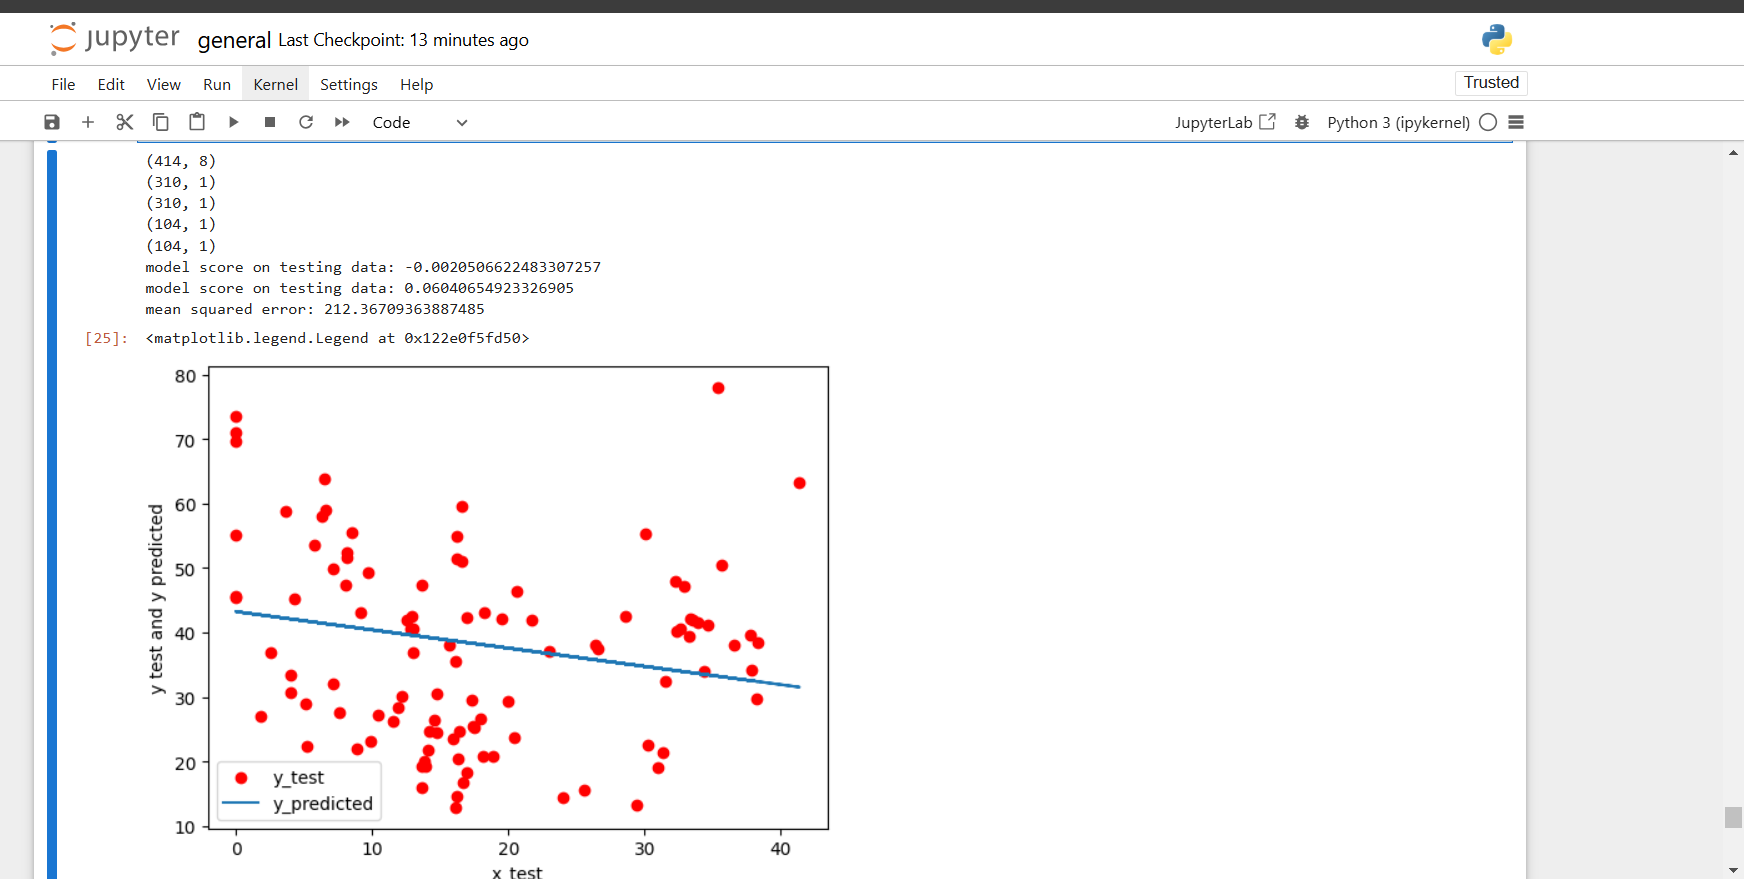 jupyter general Last Checkpoint: 13 minutes ago
File Edit View Run Kernel Settings Help
Trusted
Code
JupyterLab
Python 3 (ipykernel)
(414, 8)
(310, 1)
(310, 1)
(104, 1)
(104, 1)
model score on testing data: -0.0020506622483307257
model score on testing data: 0.06040654923326905
mean squared error: 212.36709363887485
[25]: <matplotlib.legend.Legend at 0x122e0f5fd50>
80
70
60
50
40
30
20
10
y test and y predicted
y_test
y_predicted
0 10 20 30 40
x_test